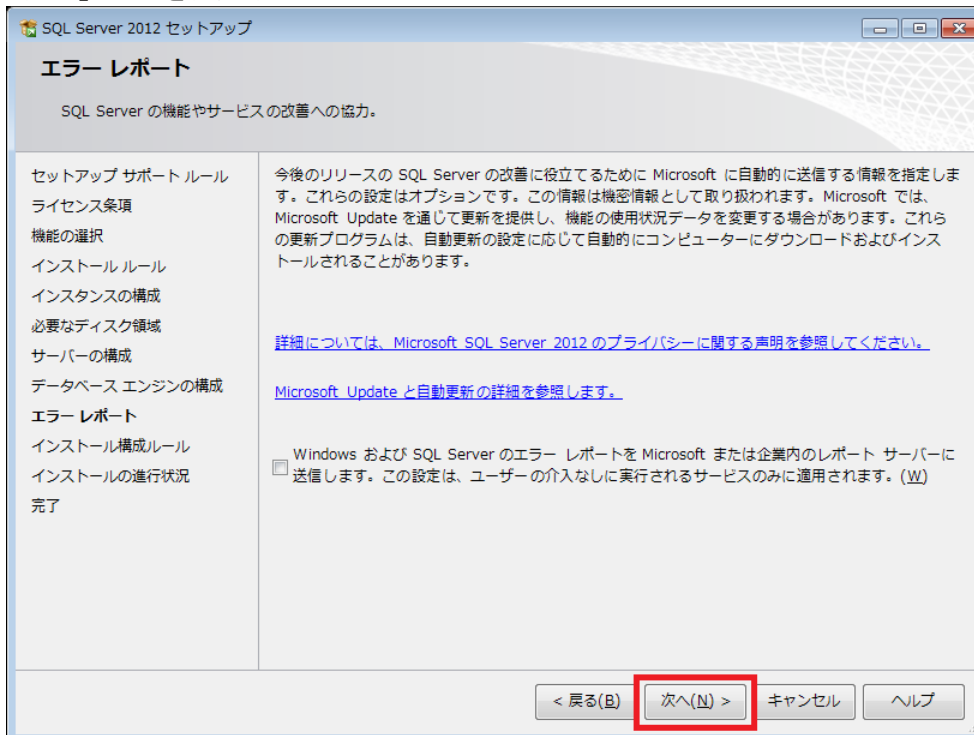 SQL Server 2012 セットアップ
エラー レポート
SQL Server の機能やサービスの改善への協力。
セットアップ サポート ルール
ライセンス条項
機能の選択
インストール ルール
インスタンスの構成
必要なディスク領域
サーバーの構成
データベース エンジンの構成
エラー レポート
インストール構成ルール
インストールの進行状況
完了
今後のリリースの SQL Server の改善に役立てるために Microsoft に自動的に送信する情報を指定しま
す。これらの設定はオプションです。この情報は機密情報として取り扱われます。Microsoft では、
Microsoft Update を通じて更新を提供し、機能の使用状況データを変更する場合があります。これら
の更新プログラムは、自動更新の設定に応じて自動的にコンピューターにダウンロードおよびインス
トールされることがあります。
詳細については、Microsoft SQL Server 2012 のプライバシーに関する声明を参照してください。
Microsoft Update と自動更新の詳細を参照します。
Windows および SQL Server のエラー レポートを Microsoft または企業内のレポート サーバーに
送信します。この設定は、ユーザーの介入なしに実行されるサービスのみに適用されます。(W)
< 戻る(B) 次へ(N) > キャンセル ヘルプ